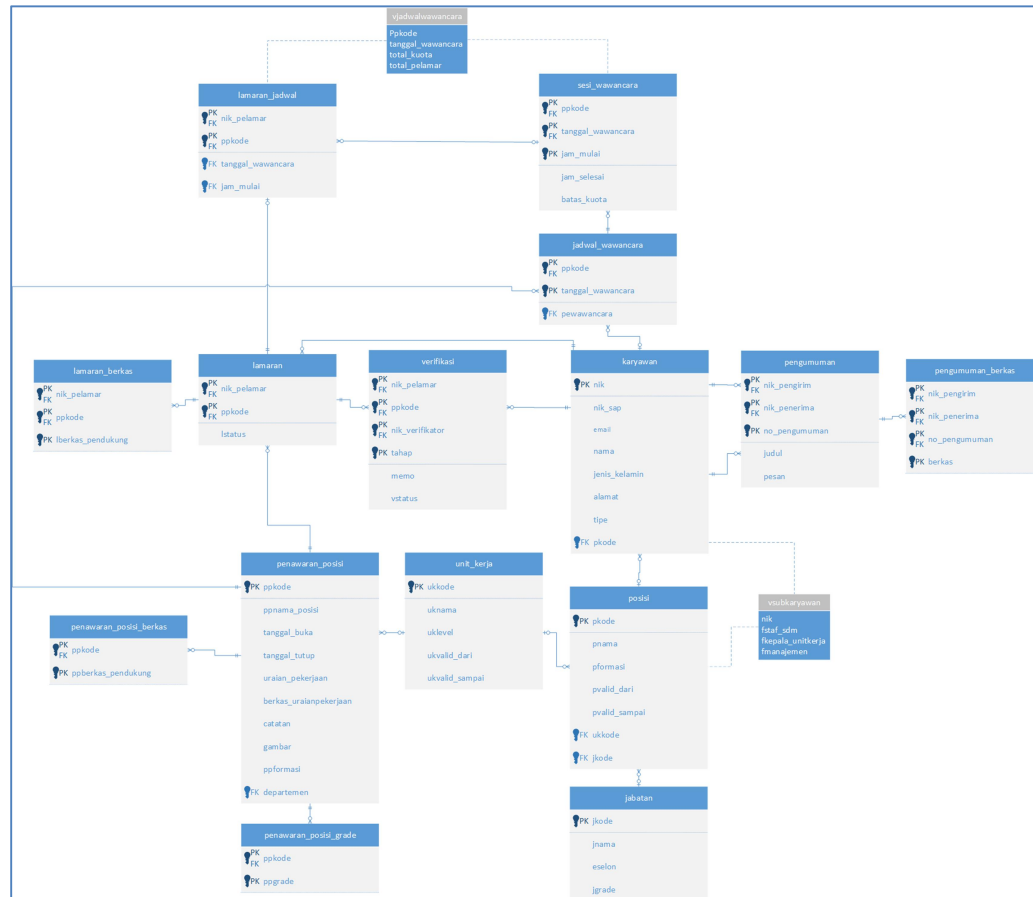 vjadwalwawancara
Ppkode
tanggal_wawancara
total_kuota
total_pelamar
lamaran_jadwal
PK FK nik_pelamar
PK FK ppkode
FK tanggal_wawancara
FK jam_mulai
sesi_wawancara
PK FK ppkode
PK FK tanggal_wawancara
PK jam_mulai
jam_selesai
batas_kuota
jadwal_wawancara
PK FK ppkode
PK tanggal_wawancara
FK pewawancara
lamaran_berkas
PK FK nik_pelamar
PK FK ppkode
PK lberkas_pendukung
lamaran
PK FK nik_pelamar
PK FK ppkode
lstatus
verifikasi
PK FK nik_pelamar
PK FK ppkode
PK FK nik_verifikator
PK tahap
memo
vstatus
karyawan
PK nik
nik_sap
email
nama
jenis_kelamin
alamat
tipe
FK pkode
pengumuman
PK FK nik_pengirim
PK FK nik_penerima
PK no_pengumuman
judul
pesan
pengumuman_berkas
PK FK nik_pengirim
PK FK nik_penerima
PK FK no_pengumuman
PK berkas
penawaran_posisi
PK ppkode
ppnama_posisi
tanggal_buka
tanggal_tutup
uraian_pekerjaan
berkas_uraianpekerjaan
catatan
gambar
ppformasi
FK departemen
unit_kerja
PK ukkode
uknama
uklevel
ukvalid_dari
ukvalid_sampai
posisi
PK pkode
pnama
pformasi
pvalid_dari
pvalid_sampai
FK ukkode
FK jkode
vsubkaryawan
nik
fstaf_sdm
fkepala_unitkerja
fmanajemen
penawaran_posisi_berkas
PK FK ppkode
PK ppberkas_pendukung
penawaran_posisi_grade
PK FK ppkode
PK ppgrade
jabatan
PK jkode
jnama
eselon
jgrade